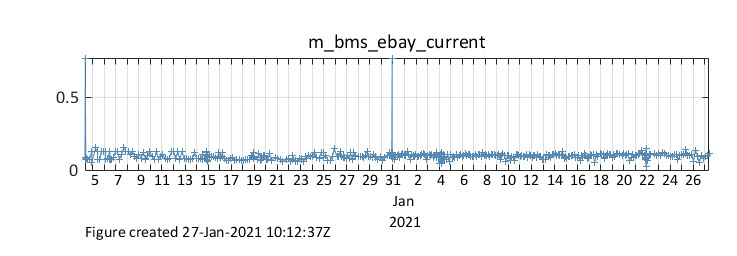 m_bms_ebay_current
0.5
0
5 7 9 11 13 15 17 19 21 23 25 27 29 31 2 4 6 8 10 12 14 16 18 20 22 24 26
Jan
2021
Figure created 27-Jan-2021 10:12:37Z